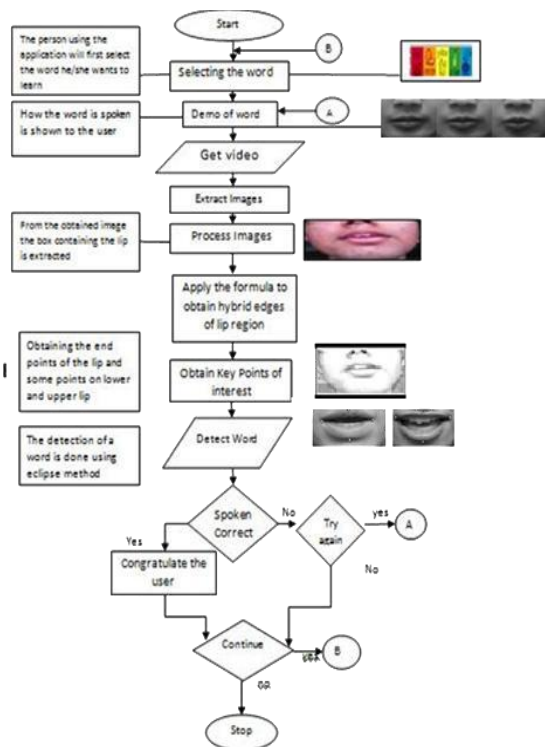 Start
B
The person using the
application will first select
the word he/she wants to
learn
Selecting the word
How the word is spoken
is shown to the user
Demo of word
A
Get video
Extract Images
From the obtained image
the box containing the lip
is extracted
Process Images
Apply the formula to
obtain hybrid edges
of lip region
Obtaining the end
points of the lip and
some points on lower
and upper lip
Obtain Key Points of
interest
The detection of a
word is done using
eclipse method
Detect Word
Spoken
Correct
No
Try
again
yes
A
Yes
No
Congratulate the
user
Continue
B
Stop